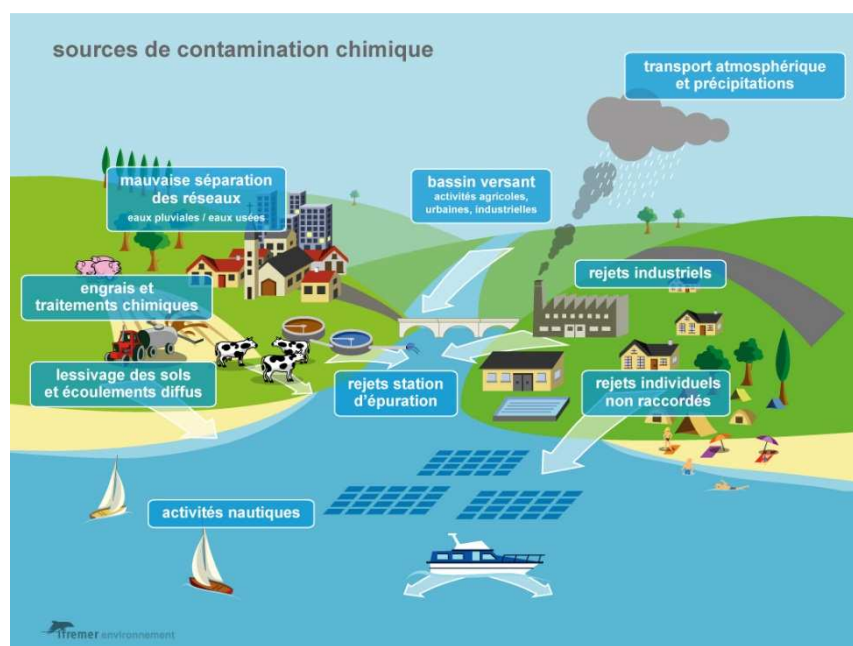 sources de contamination chimique
transport atmosphérique
et précipitations
mauvaise séparation
des réseaux
eaux pluviales / eaux usées
bassin versant
activités agricoles,
urbaines, industrielles
engrais et
traitements chimiques
rejets industriels
lessivage des sols
et écoulements diffus
rejets station
d'épuration
rejets individuels
non raccordés
activités nautiques
ifremer environnement